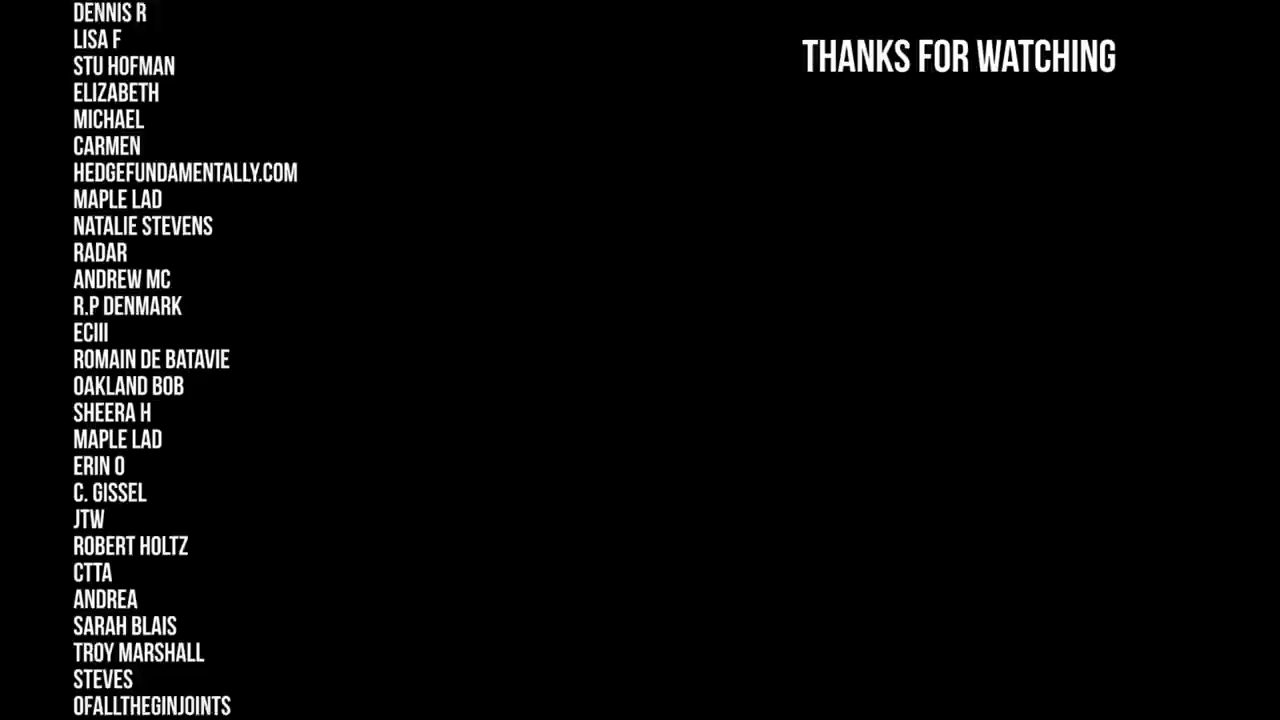 DENNIS R
LISA F
STU HOFMAN
ELIZABETH
MICHAEL
CARMEN
HEDGEFUNDAMENTALLY.COM
MAPLE LAD
NATALIE STEVENS
RADAR
ANDREW MC
R.P DENMARK
ECIII
ROMAIN DE BATAVIE
OAKLAND BOB
SHEERA H
MAPLE LAD
ERIN O
C. GISSEL
JTW
ROBERT HOLTZ
CTTA
ANDREA
SARAH BLAIS
TROY MARSHALL
STEVES
OFALLTHEGINJOINTS
THANKS FOR WATCHING